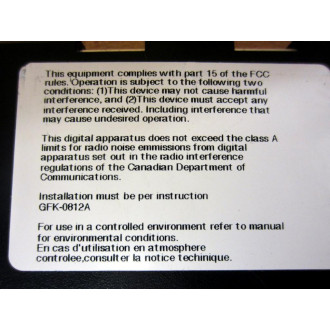 This equipment complies with part 15 of the FCC
rules. Operation is subject to the following two
conditions: (1)This device may not cause harmful
interference, and (2)This device must accept any
interference received. Including interference that
may cause undesired operation.
This digital apparatus does not exceed the class A
limits for radio noise emmissions from digital
apparatus set out in the radio interference
regulations of the Canadian Department of
Communications.
Installation must be per instruction
GFK-0812A
For use in a controlled environment refer to manual
for environmental conditions.
En cas d'utilisation en atmosphere
controlee,consulter la notice techinique.